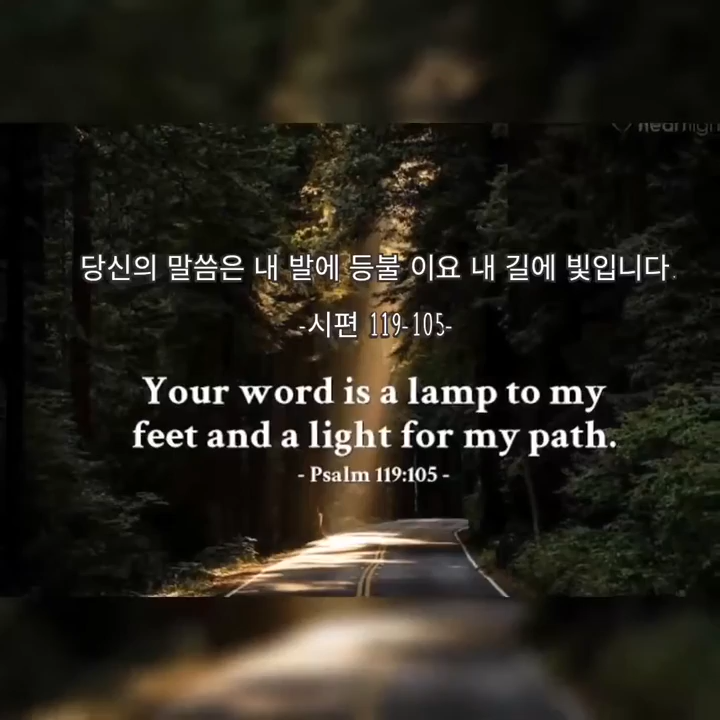 당신의 말씀은 내 발에 등불 이요 내 길에 빛입니다.
-시편 119-105-
Your word is a lamp to my
feet and a light for my path.
- Psalm 119:105 -